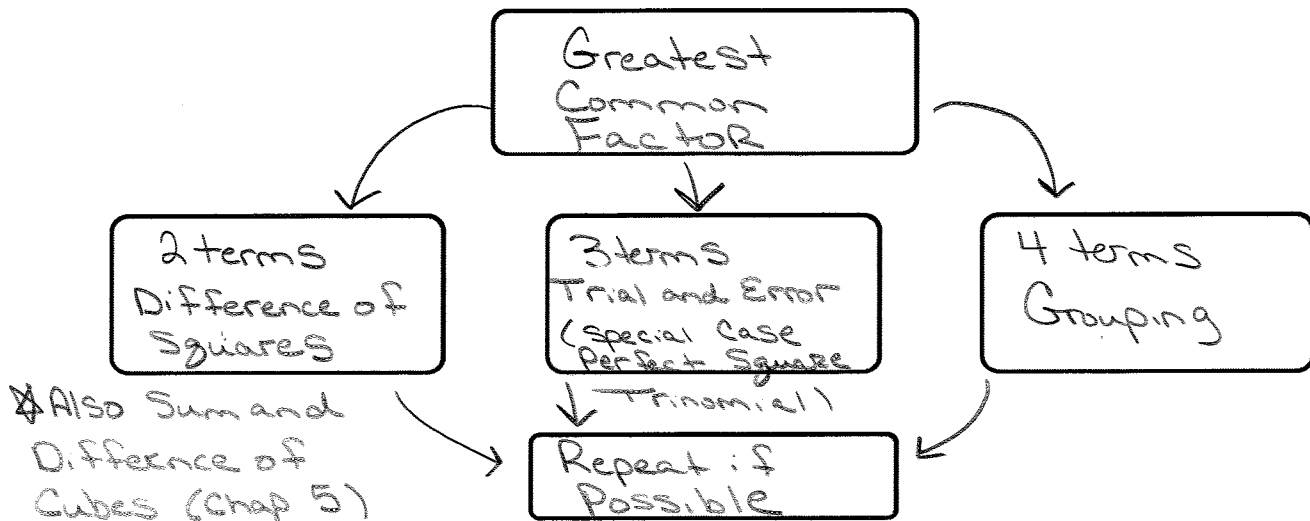 Greatest
Common
FactoR
2 terms
Difference of
Squares
3 terms
Trial and Error
(special case
Perfect Square
Trinomial)
4 terms
Grouping
☆Also Sum and
Differnce of
Cubes (Chap 5)
Repeat if
Possible